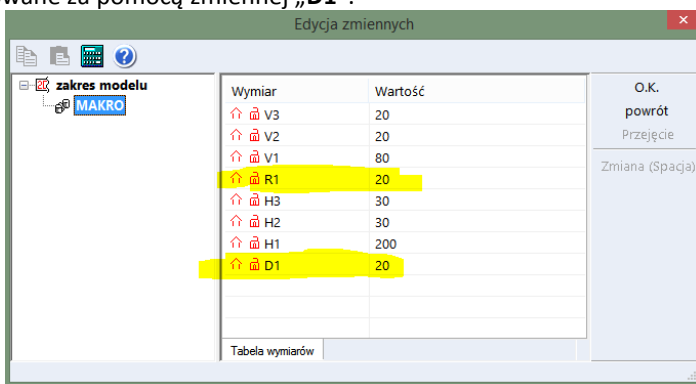 owane za pomocą zmiennej „D1”.
Edycja zmiennych
zakres modelu
MAKRO
Wymiar Wartość
V3 20
V2 20
V1 80
R1 20
H3 30
H2 30
H1 200
D1 20
Tabela wymiarów
O.K.
powrót
Przejęcie
Zmiana (Spacja)